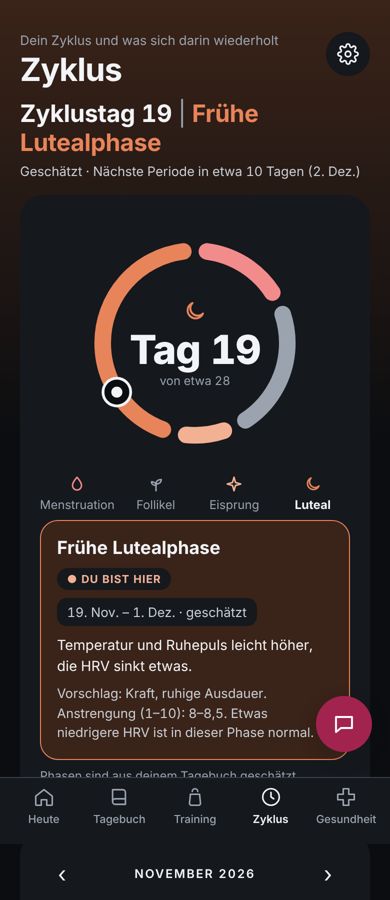 Dein Zyklus und was sich darin wiederholt
Zyklus
Zyklustag 19 | Frühe
Lutealphase
Geschätzt · Nächste Periode in etwa 10 Tagen (2. Dez.)
Tag 19
von etwa 28
Menstruation Follikel Eisprung Luteal
Frühe Lutealphase
DU BIST HIER
19. Nov. – 1. Dez. · geschätzt
Temperatur und Ruhepuls leicht höher,
die HRV sinkt etwas.
Vorschlag: Kraft, ruhige Ausdauer.
Anstrengung (1–10): 8–8,5. Etwas
niedrigere HRV ist in dieser Phase normal.
Phasen sind aus deinem Tagebuch geschätzt
Heute Tagebuch Training Zyklus Gesundheit
‹ NOVEMBER 2026 ›